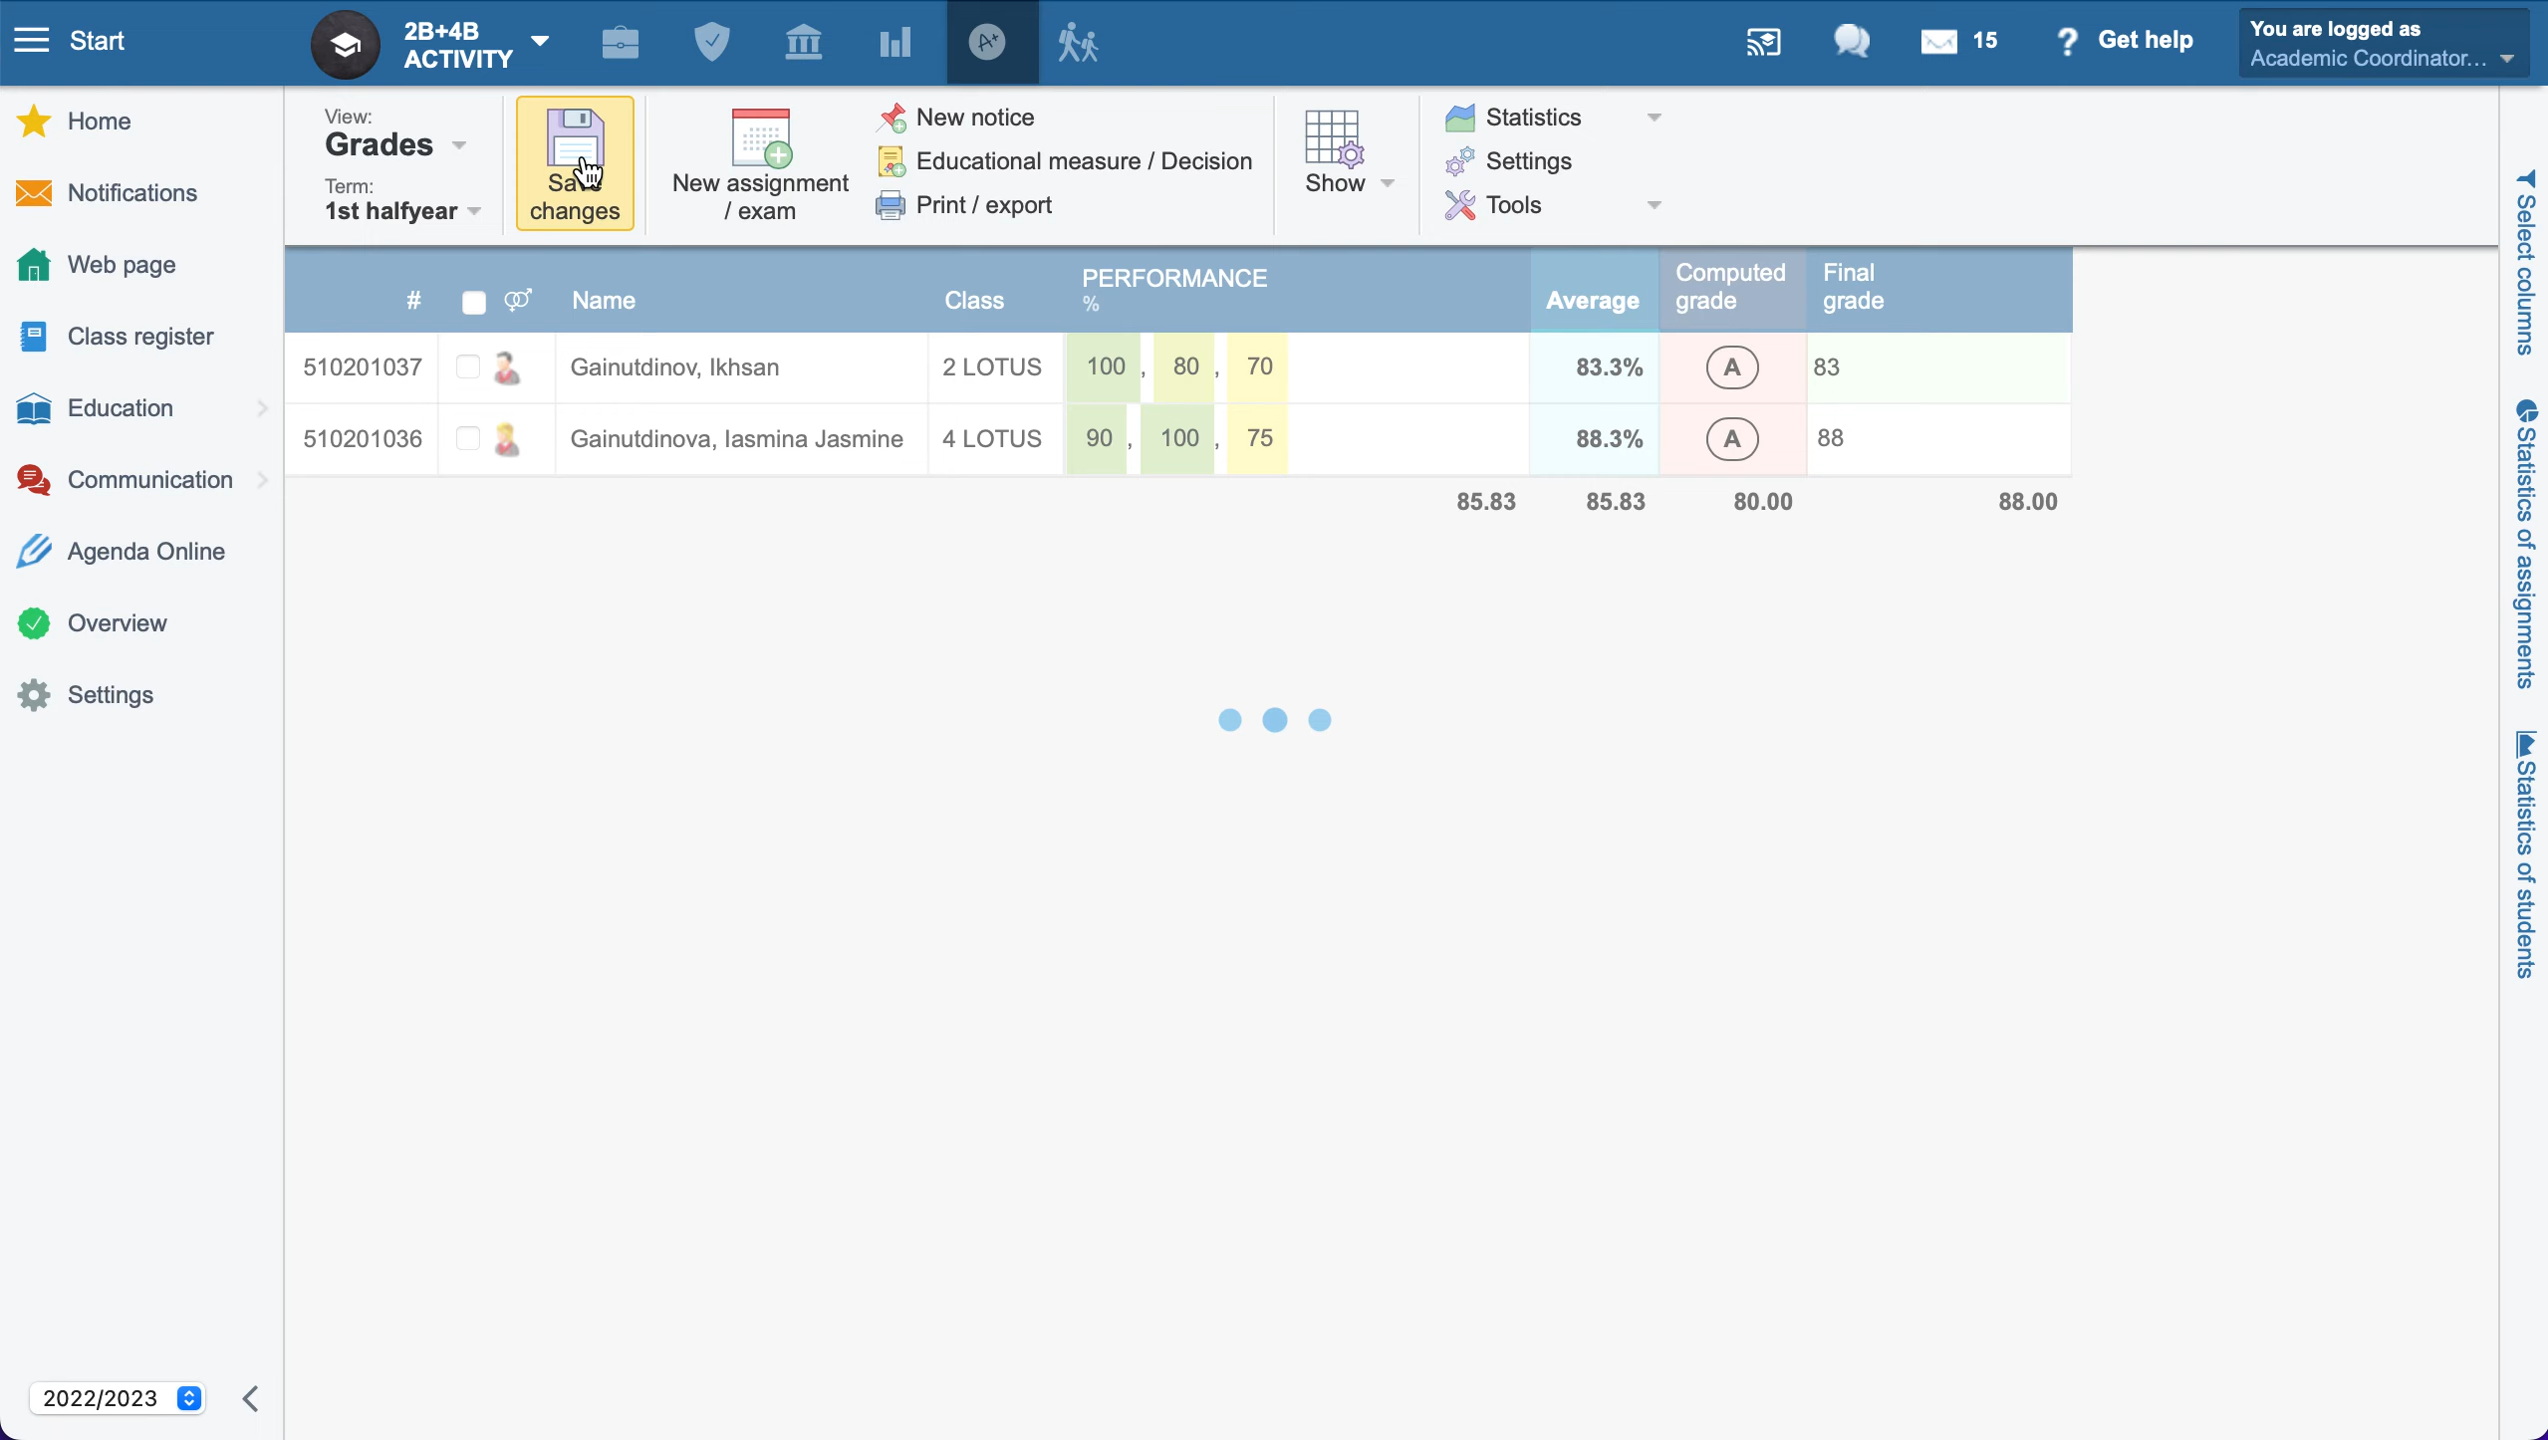 Start
2B+4B
ACTIVITY
A+
15
? Get help
You are logged as
Academic Coordinator...
Home
Notifications
Web page
Class register
Education
Communication
Agenda Online
Overview
Settings
2022/2023
View:
Grades
Term:
1st halfyear
Save
changes
New assignment
/ exam
New notice
Educational measure / Decision
Print / export
Show
Statistics
Settings
Tools
# Name Class PERFORMANCE % Average Computed grade Final grade
510201037 Gainutdinov, Ikhsan 2 LOTUS 100 , 80 , 70 83.3% A 83
510201036 Gainutdinova, Iasmina Jasmine 4 LOTUS 90 , 100 , 75 88.3% A 88
85.83 85.83 80.00 88.00
Select columns
Statistics of assignments
Statistics of students